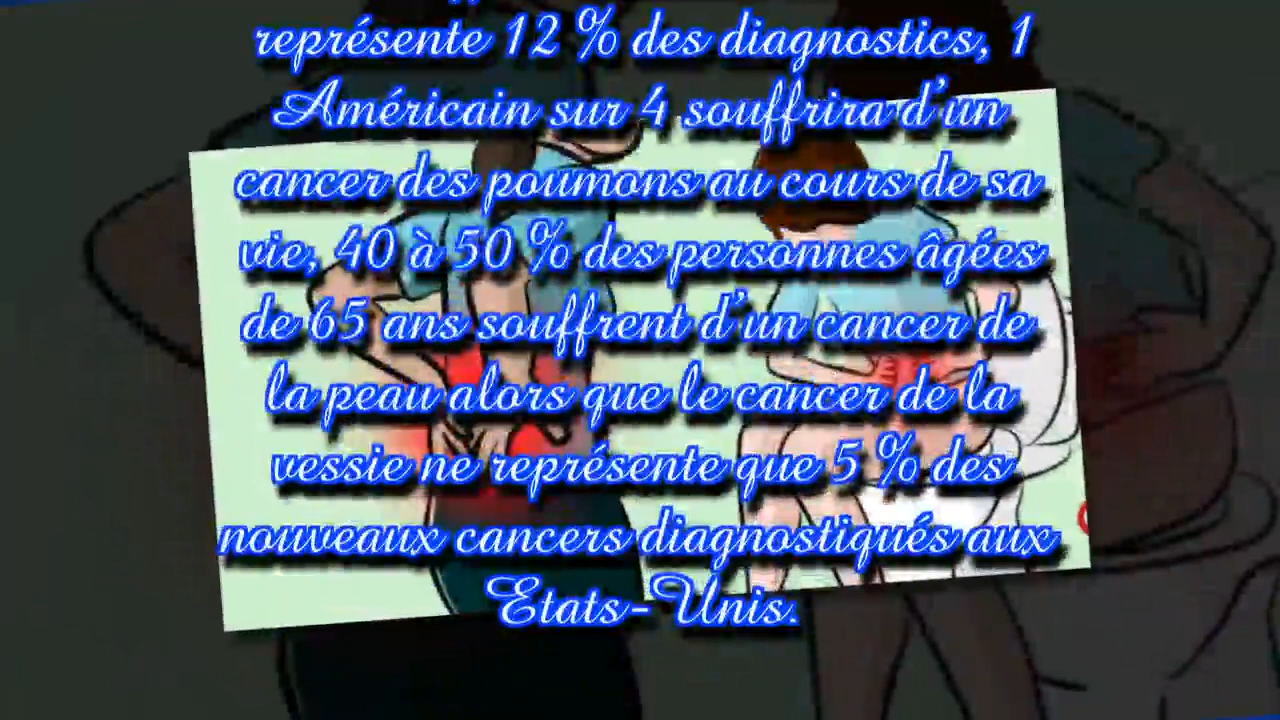 représente 12 % des diagnostics, 1
Américain sur 4 souffrira d'un
cancer des poumons au cours de sa
vie, 40 à 50 % des personnes âgées
de 65 ans souffrent d'un cancer de
la peau alors que le cancer de la
vessie ne représente que 5 % des
nouveaux cancers diagnostiqués aux
Etats-Unis.